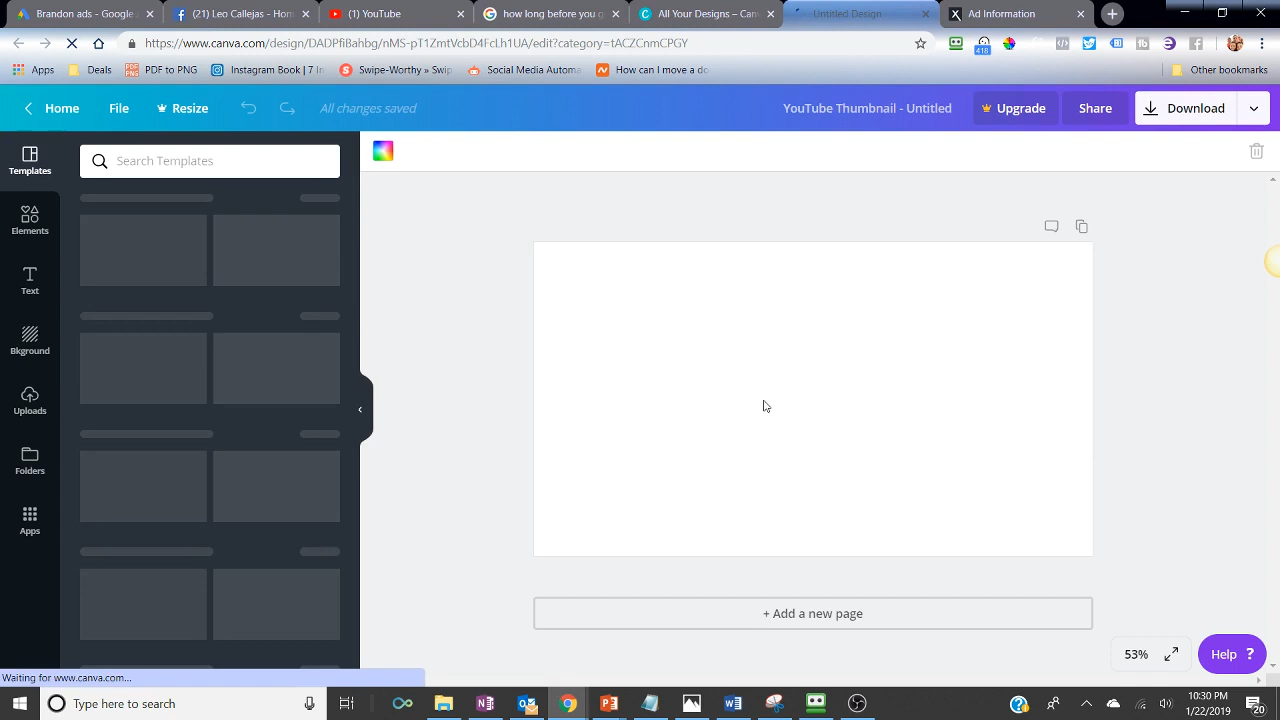 Brandon ads - Google
(21) Leo Callejas - Hom
(1) YouTube
how long before you g
All Your Designs – Canv
Untitled Design
Ad Information
https://www.canva.com/design/DADPfiBahbg/nMS-pT1ZmtVcbD4FcLh1UA/edit?category=tACZCnmCPGY
418
Apps
Deals
PDF to PNG
Instagram Book | 7 In
Swipe-Worthy » Swip
Social Media Automa
How can I move a do
Other bookmarks
Home
File
Resize
All changes saved
YouTube Thumbnail - Untitled
Upgrade
Share
Download
Templates
Search Templates
Elements
Text
Bkground
Uploads
Folders
Apps
+ Add a new page
53%
Help ?
Waiting for www.canva.com...
Type here to search
10:30 PM
1/22/2019
20